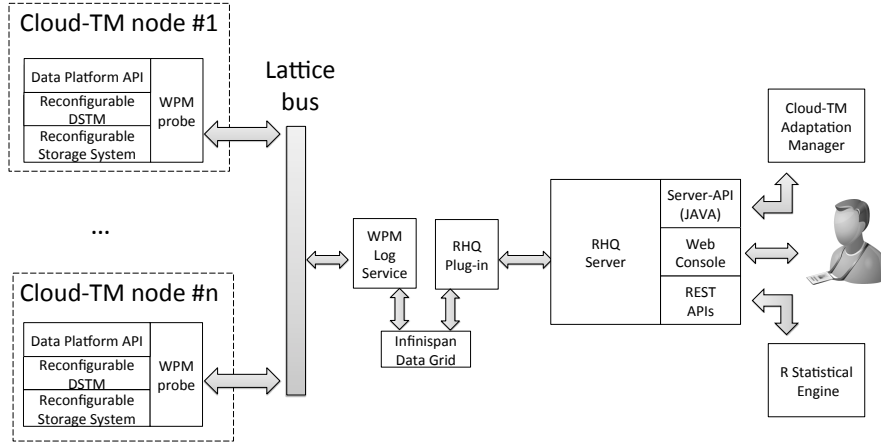 Cloud-TM node #1
Data Platform API
Reconfigurable
DSTM
Reconfigurable
Storage System
WPM
probe
Lattice
bus
...
Cloud-TM node #n
Data Platform API
Reconfigurable
DSTM
Reconfigurable
Storage System
WPM
probe
WPM
Log
Service
RHQ
Plug-in
Infinispan
Data Grid
RHQ
Server
Server-API
(JAVA)
Web
Console
REST
APIs
Cloud-TM
Adaptation
Manager
R Statistical
Engine